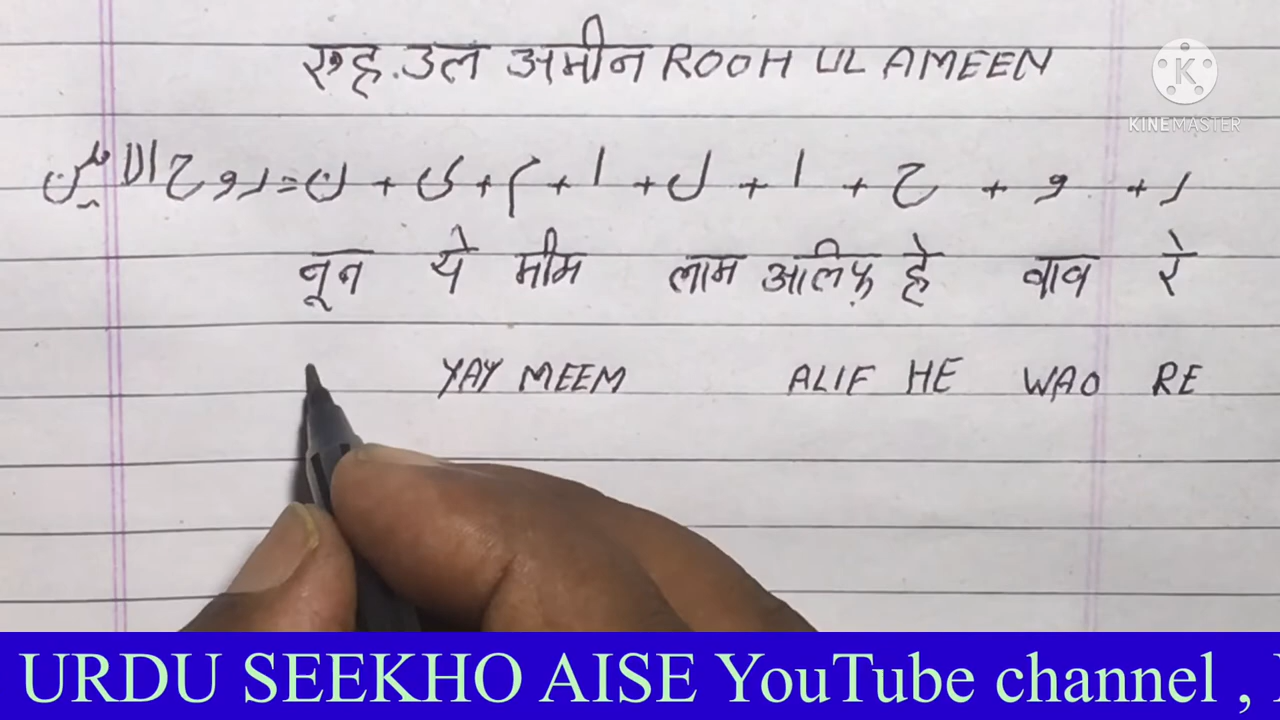 रूह.उल अमीन ROOH UL AMEEN
KINEMASTER
ر + و + ح + ا + ل + ا + م + ی + ن = روح الامین
नून ये मीम लाम आलिफ़ हे वाव रे
YAY MEEM ALIF HE WAO RE
URDU SEEKHO AISE YouTube channel ,